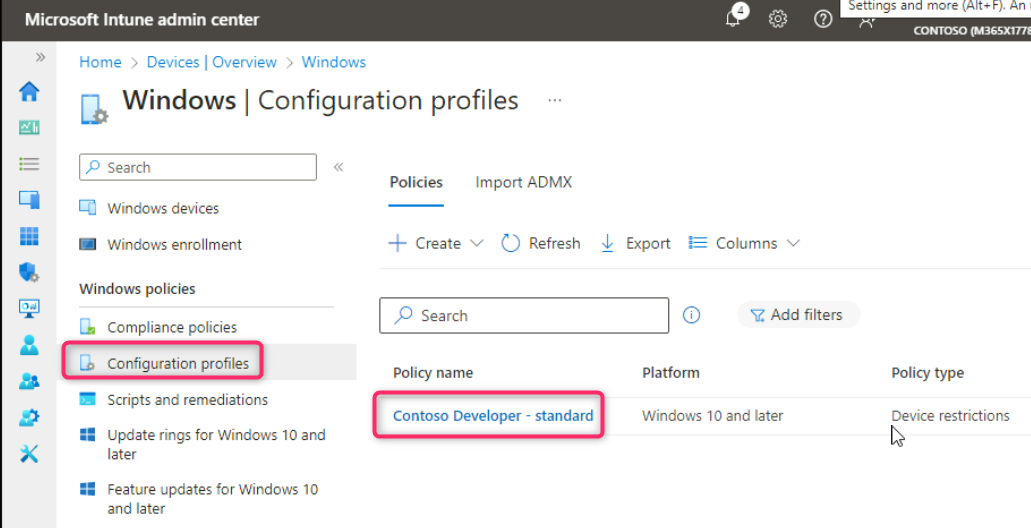 Microsoft Intune admin center
4
Settings and more (Alt+F). An
CONTOSO (M365X1778
Home > Devices | Overview > Windows
Windows | Configuration profiles ...
Search
Windows devices
Windows enrollment
Windows policies
Compliance policies
Configuration profiles
Scripts and remediations
Update rings for Windows 10 and
later
Feature updates for Windows 10
and later
Policies Import ADMX
Create Refresh Export Columns
Search Add filters
Policy name Platform Policy type
Contoso Developer - standard Windows 10 and later Device restrictions